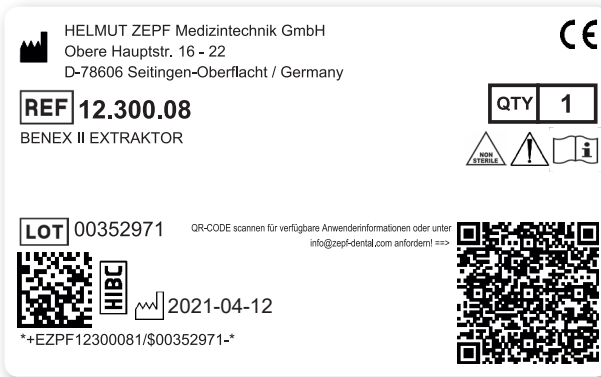 HELMUT ZEPF Medizintechnik GmbH
Obere Hauptstr. 16 - 22
D-78606 Seitingen-Oberflacht / Germany
CE
REF 12.300.08
QTY 1
BENEX II EXTRAKTOR
NON
STERILE
i
LOT 00352971
QR-CODE scannen für verfügbare Anwenderinformationen oder unter
info@zepf-dental.com anfordern! ==>
HIBC
2021-04-12
*+EZPF12300081/$00352971-*